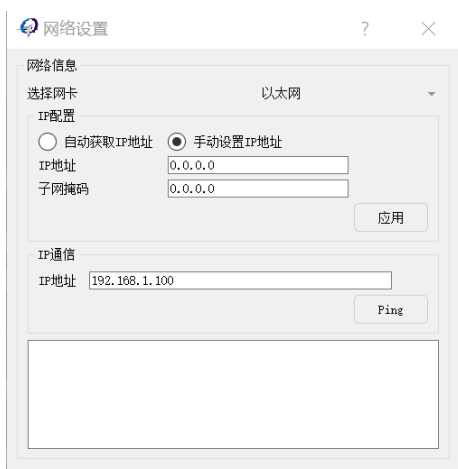 网络设置
?
网络信息
选择网卡 以太网
IP配置
自动获取IP地址 手动设置IP地址
IP地址 0.0.0.0
子网掩码 0.0.0.0
应用
IP通信
IP地址 192.168.1.100
Ping